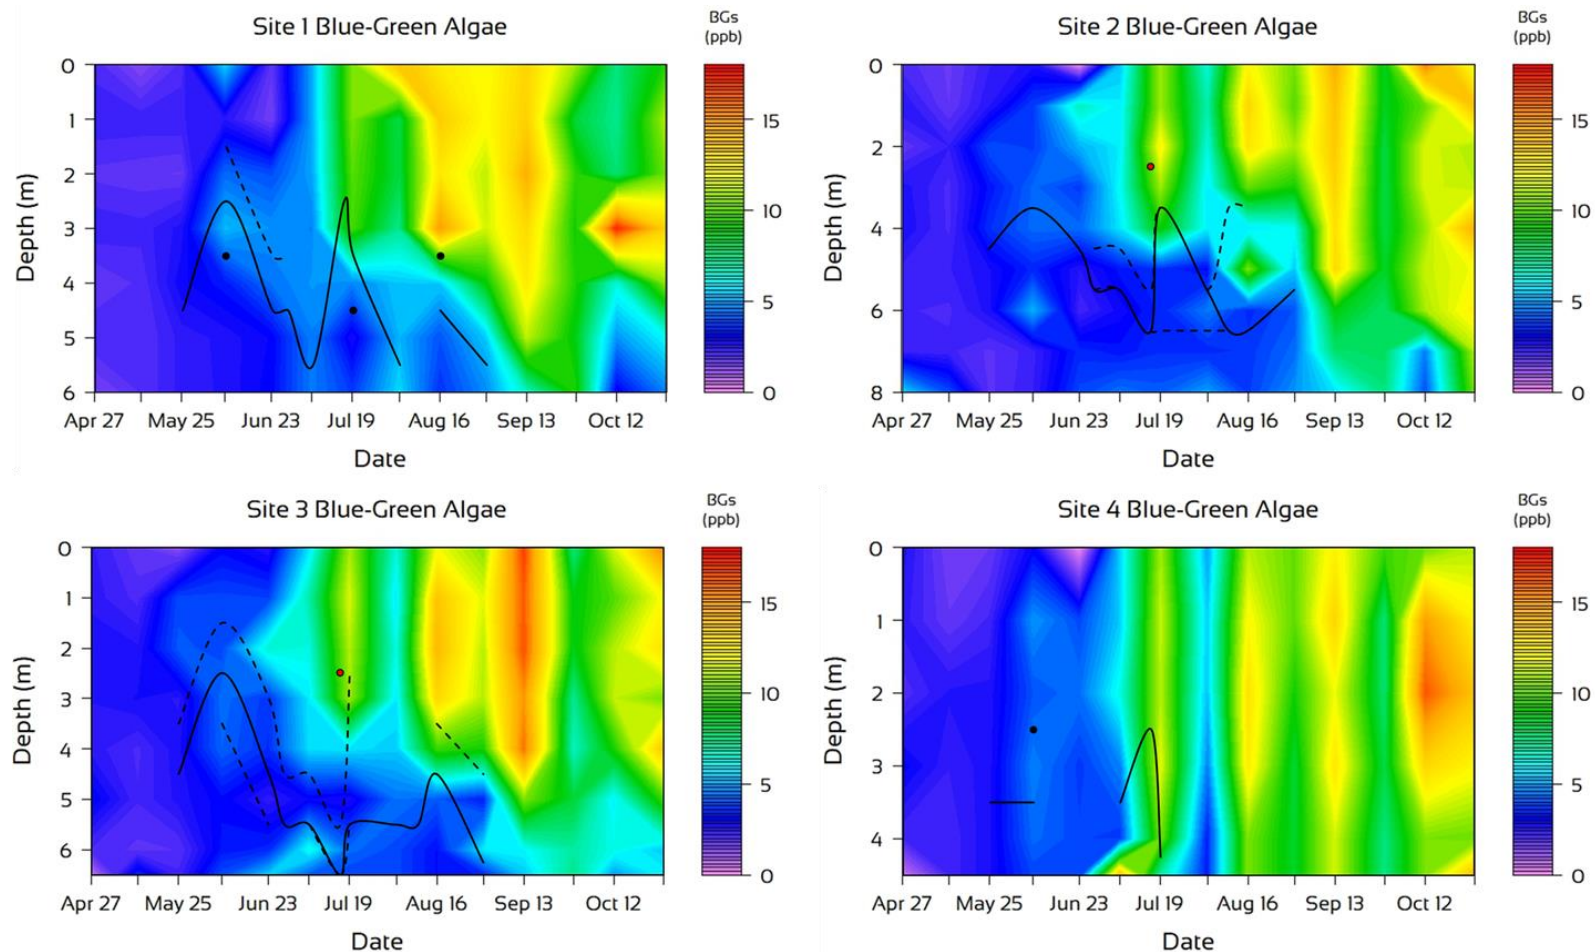 Site 1 Blue-Green Algae
BGs
(ppb)
0
1
2
3
4
5
6
Depth (m)
15
10
5
0
Apr 27 May 25 Jun 23 Jul 19 Aug 16 Sep 13 Oct 12
Date
Site 2 Blue-Green Algae
BGs
(ppb)
0
2
4
6
8
Depth (m)
15
10
5
0
Apr 27 May 25 Jun 23 Jul 19 Aug 16 Sep 13 Oct 12
Date
Site 3 Blue-Green Algae
BGs
(ppb)
0
1
2
3
4
5
6
Depth (m)
15
10
5
0
Apr 27 May 25 Jun 23 Jul 19 Aug 16 Sep 13 Oct 12
Date
Site 4 Blue-Green Algae
BGs
(ppb)
0
1
2
3
4
Depth (m)
15
10
5
0
Apr 27 May 25 Jun 23 Jul 19 Aug 16 Sep 13 Oct 12
Date